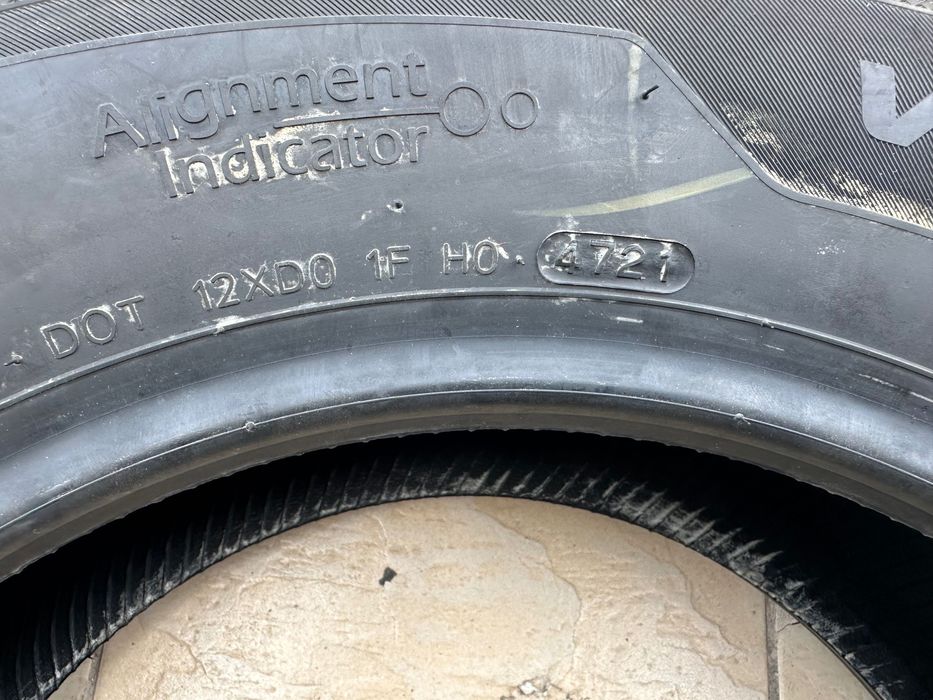 Alignment
Indicator
DOT 12XD0 1F H0 4721